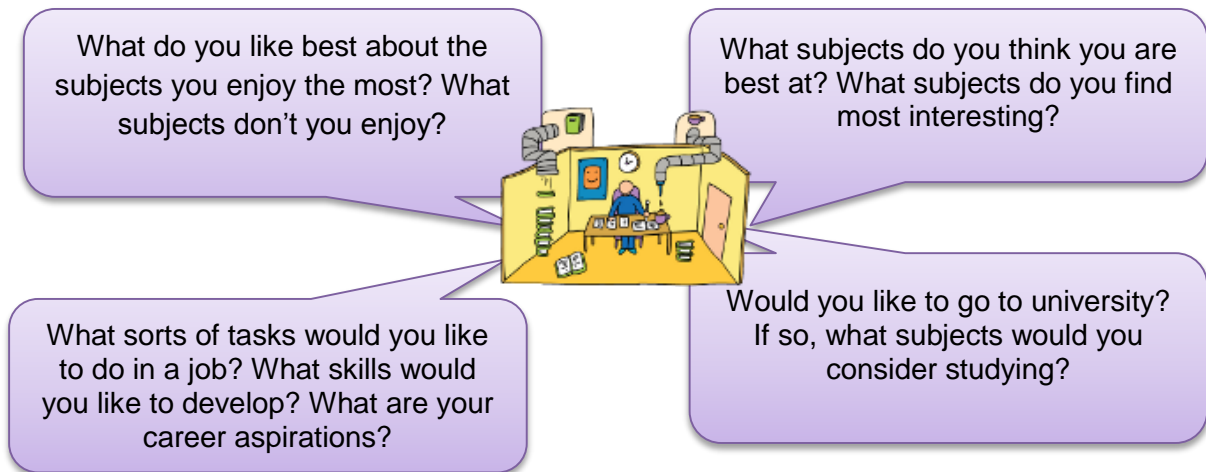 What do you like best about the
subjects you enjoy the most? What
subjects don’t you enjoy?
What subjects do you think you are
best at? What subjects do you find
most interesting?
What sorts of tasks would you like
to do in a job? What skills would
you like to develop? What are your
career aspirations?
Would you like to go to university?
If so, what subjects would you
consider studying?